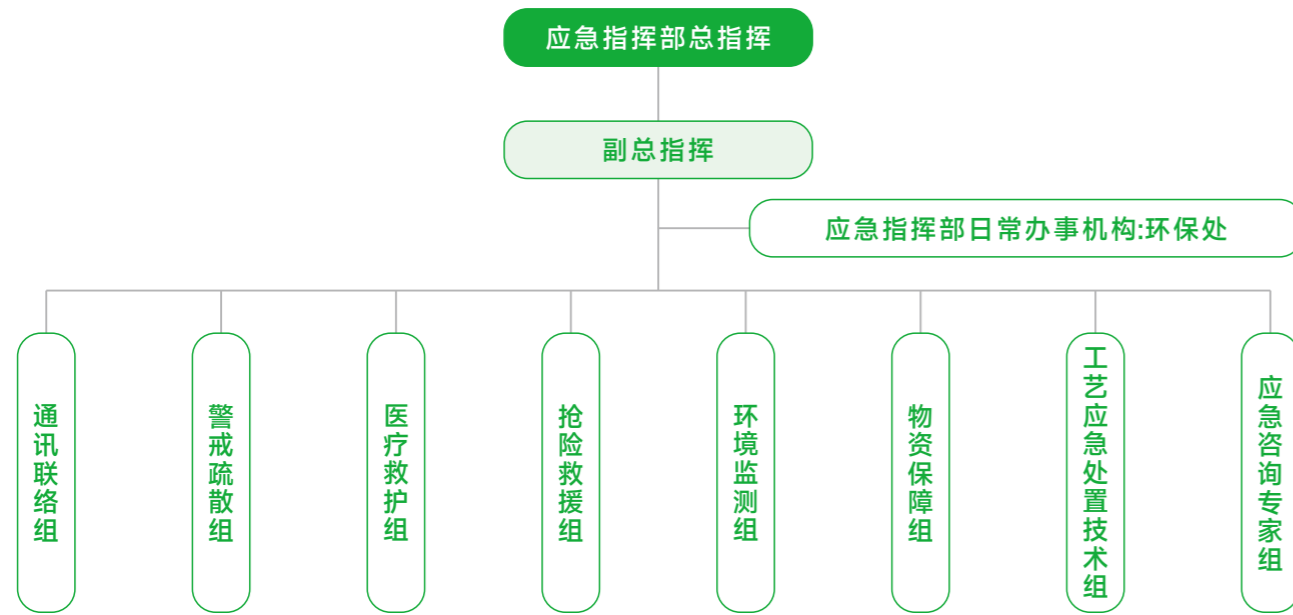 应急指挥部总指挥
副总指挥
应急指挥部日常办事机构:环保处
通讯联络组
警戒疏散组
医疗救护组
抢险救援组
环境监测组
物资保障组
工艺应急处置技术组
应急咨询专家组